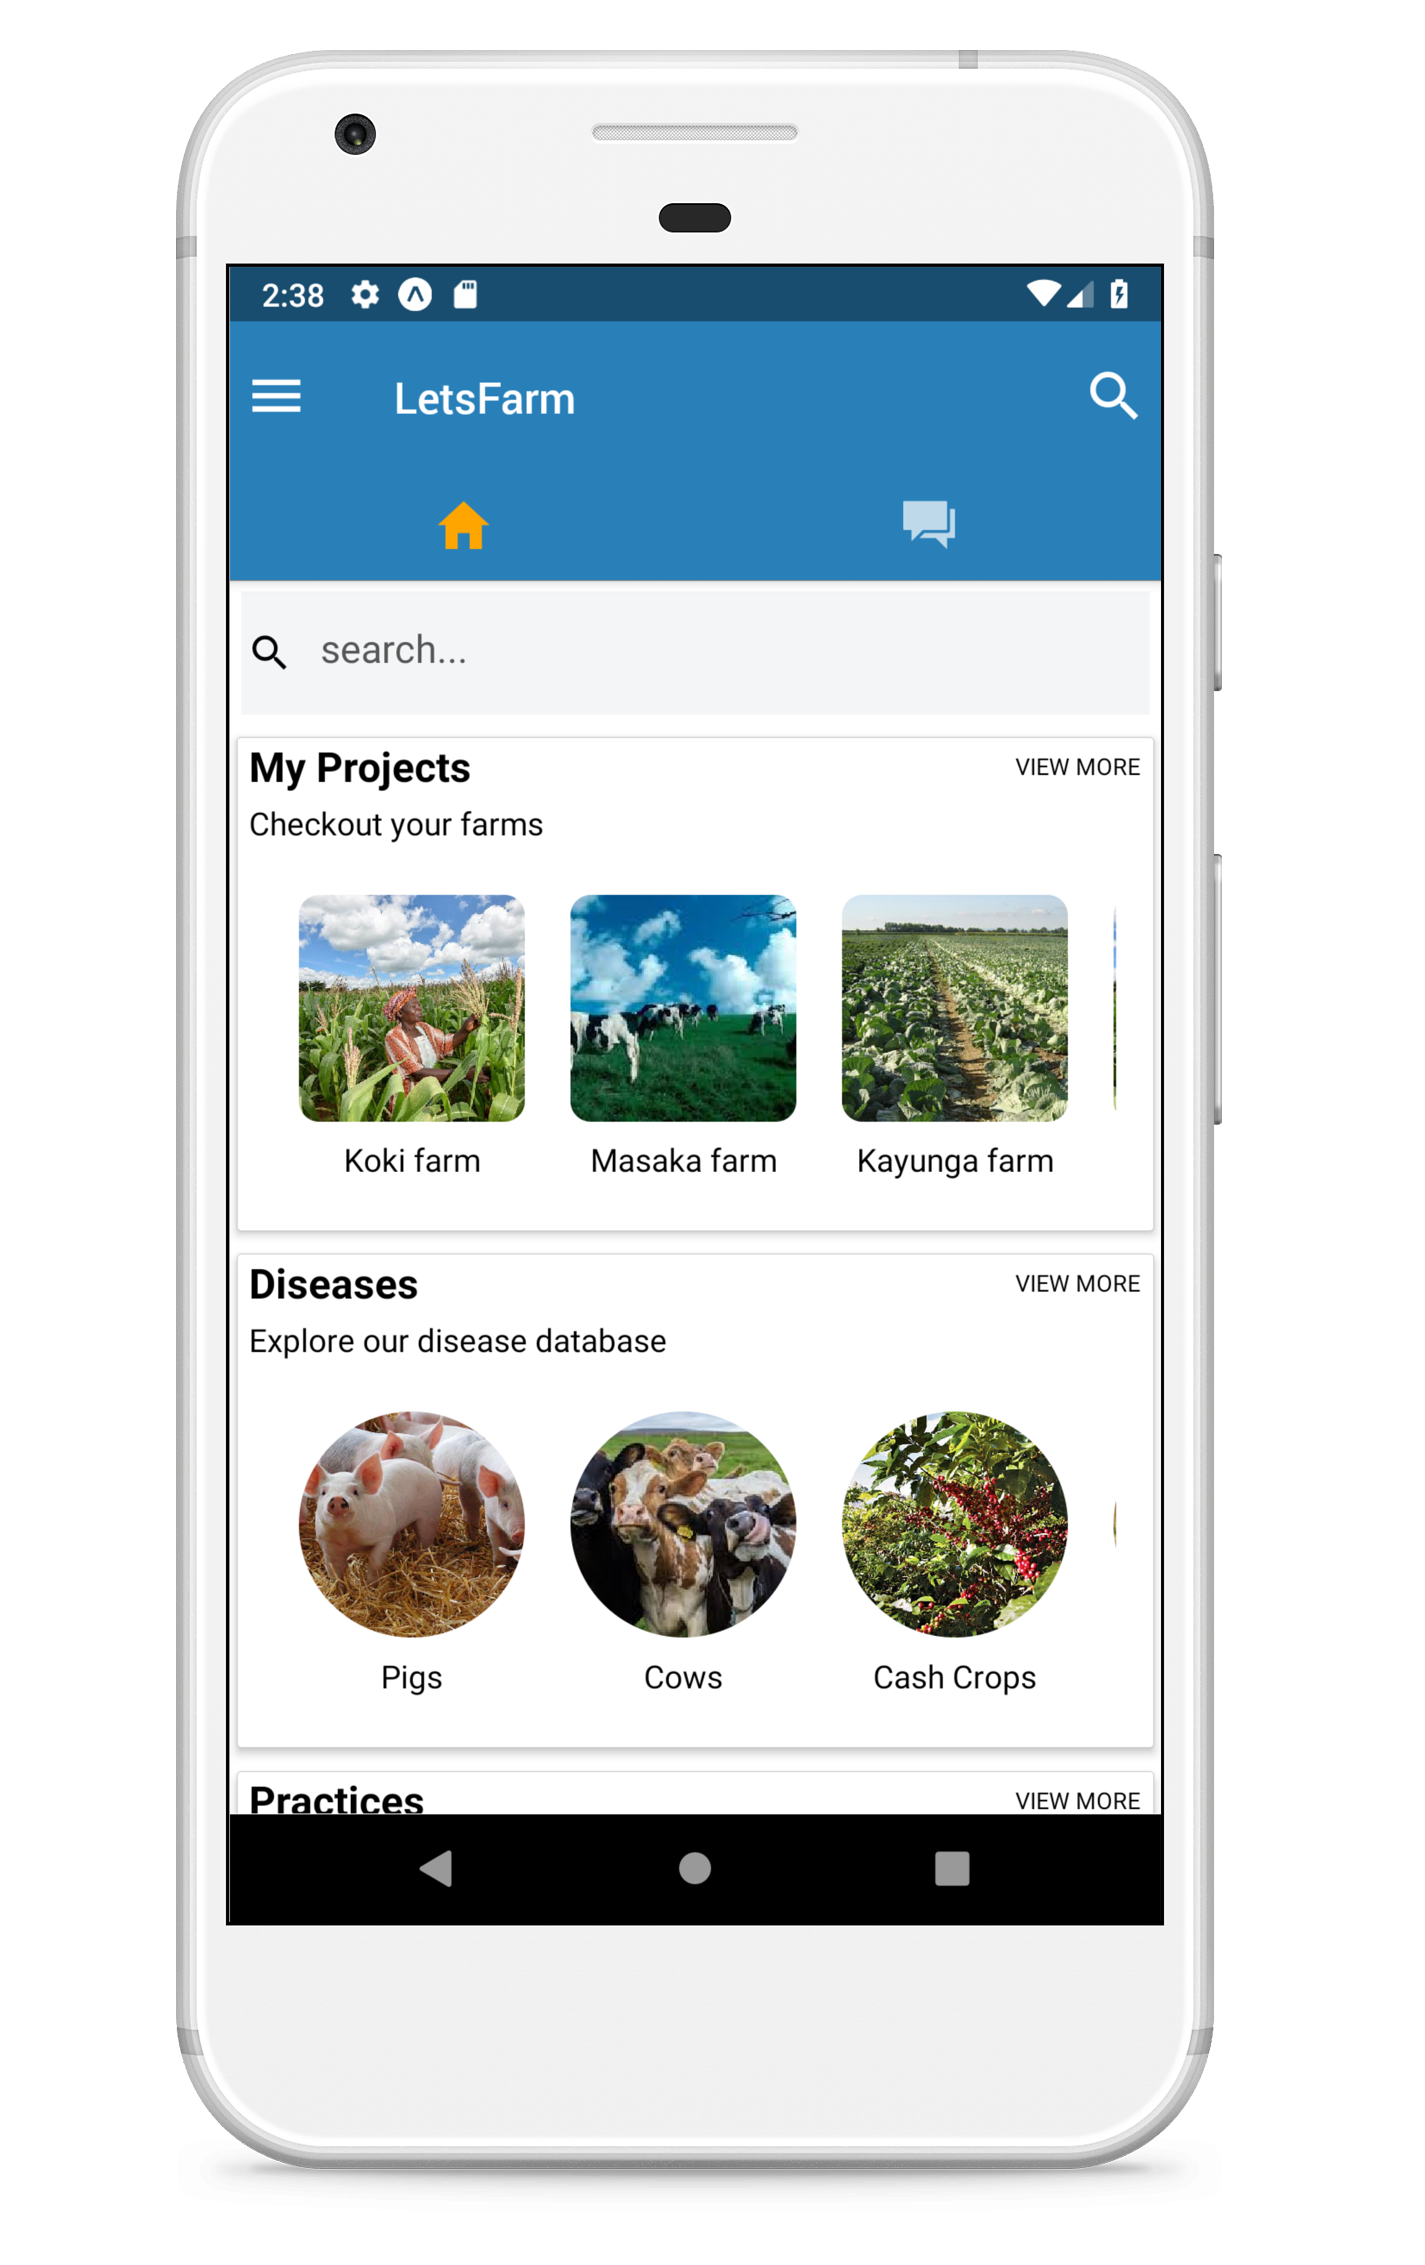 2:38
LetsFarm
search...
My Projects
VIEW MORE
Checkout your farms
Koki farm
Masaka farm
Kayunga farm
Diseases
VIEW MORE
Explore our disease database
Pigs
Cows
Cash Crops
Practices
VIEW MORE